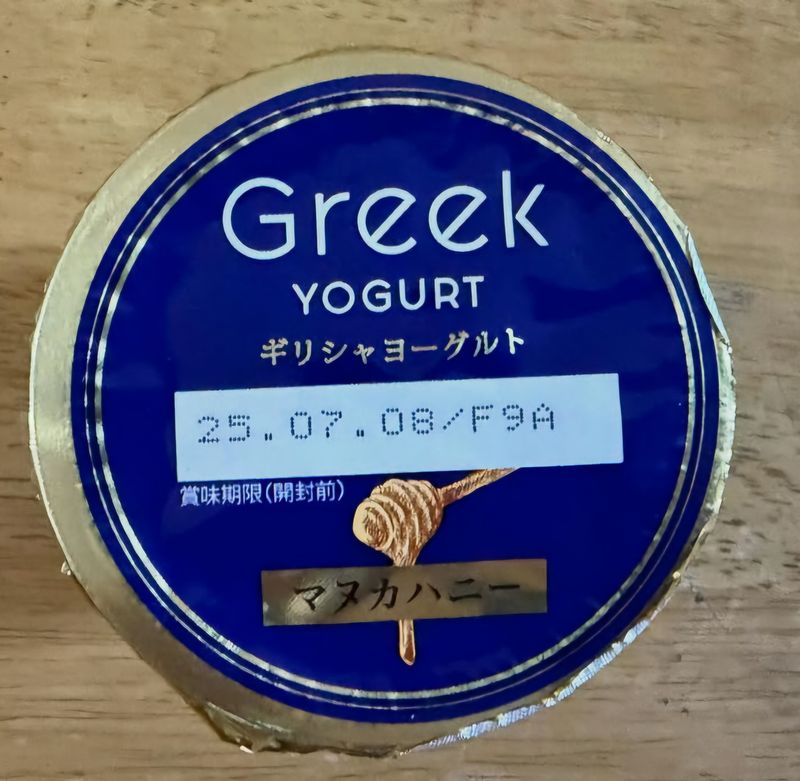 Greek
YOGURT
ギリシャヨーグルト
25.07.08/F9A
賞味期限(開封前)
マヌカハニー